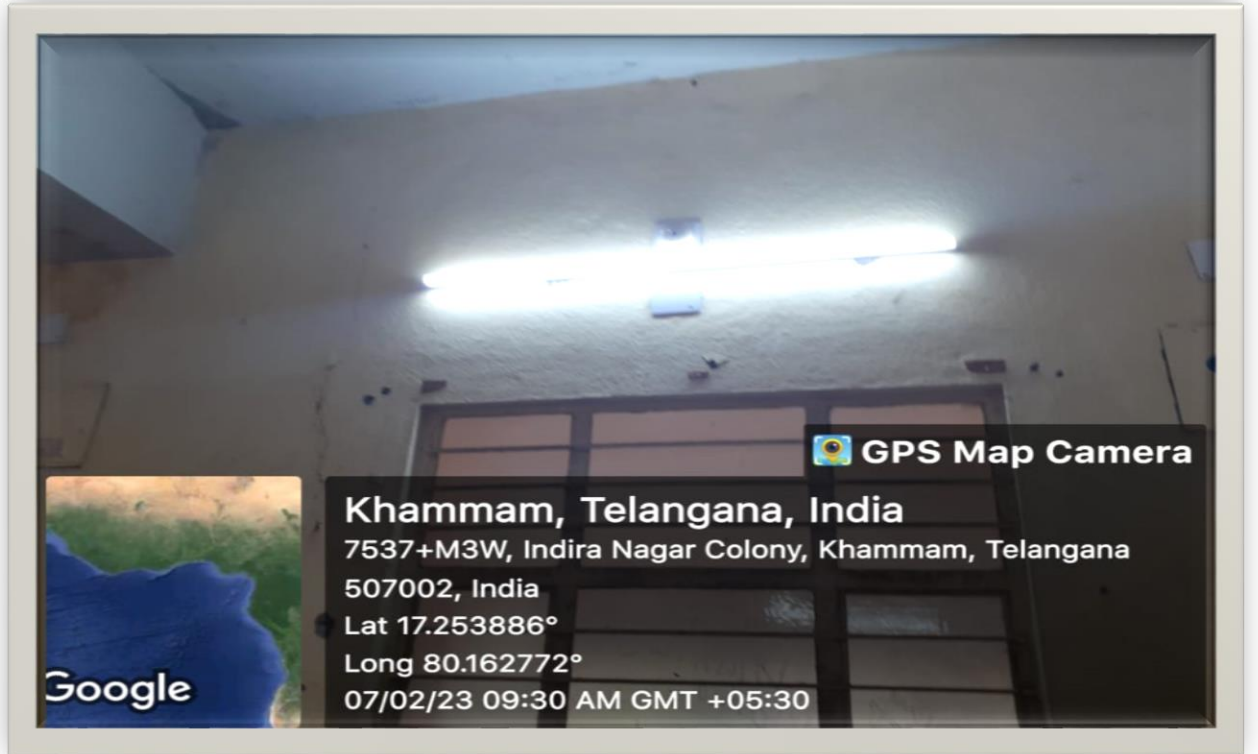 GPS Map Camera
Khammam, Telangana, India
7537+M3W, Indira Nagar Colony, Khammam, Telangana
507002, India
Lat 17.253886°
Long 80.162772°
07/02/23 09:30 AM GMT +05:30
Google